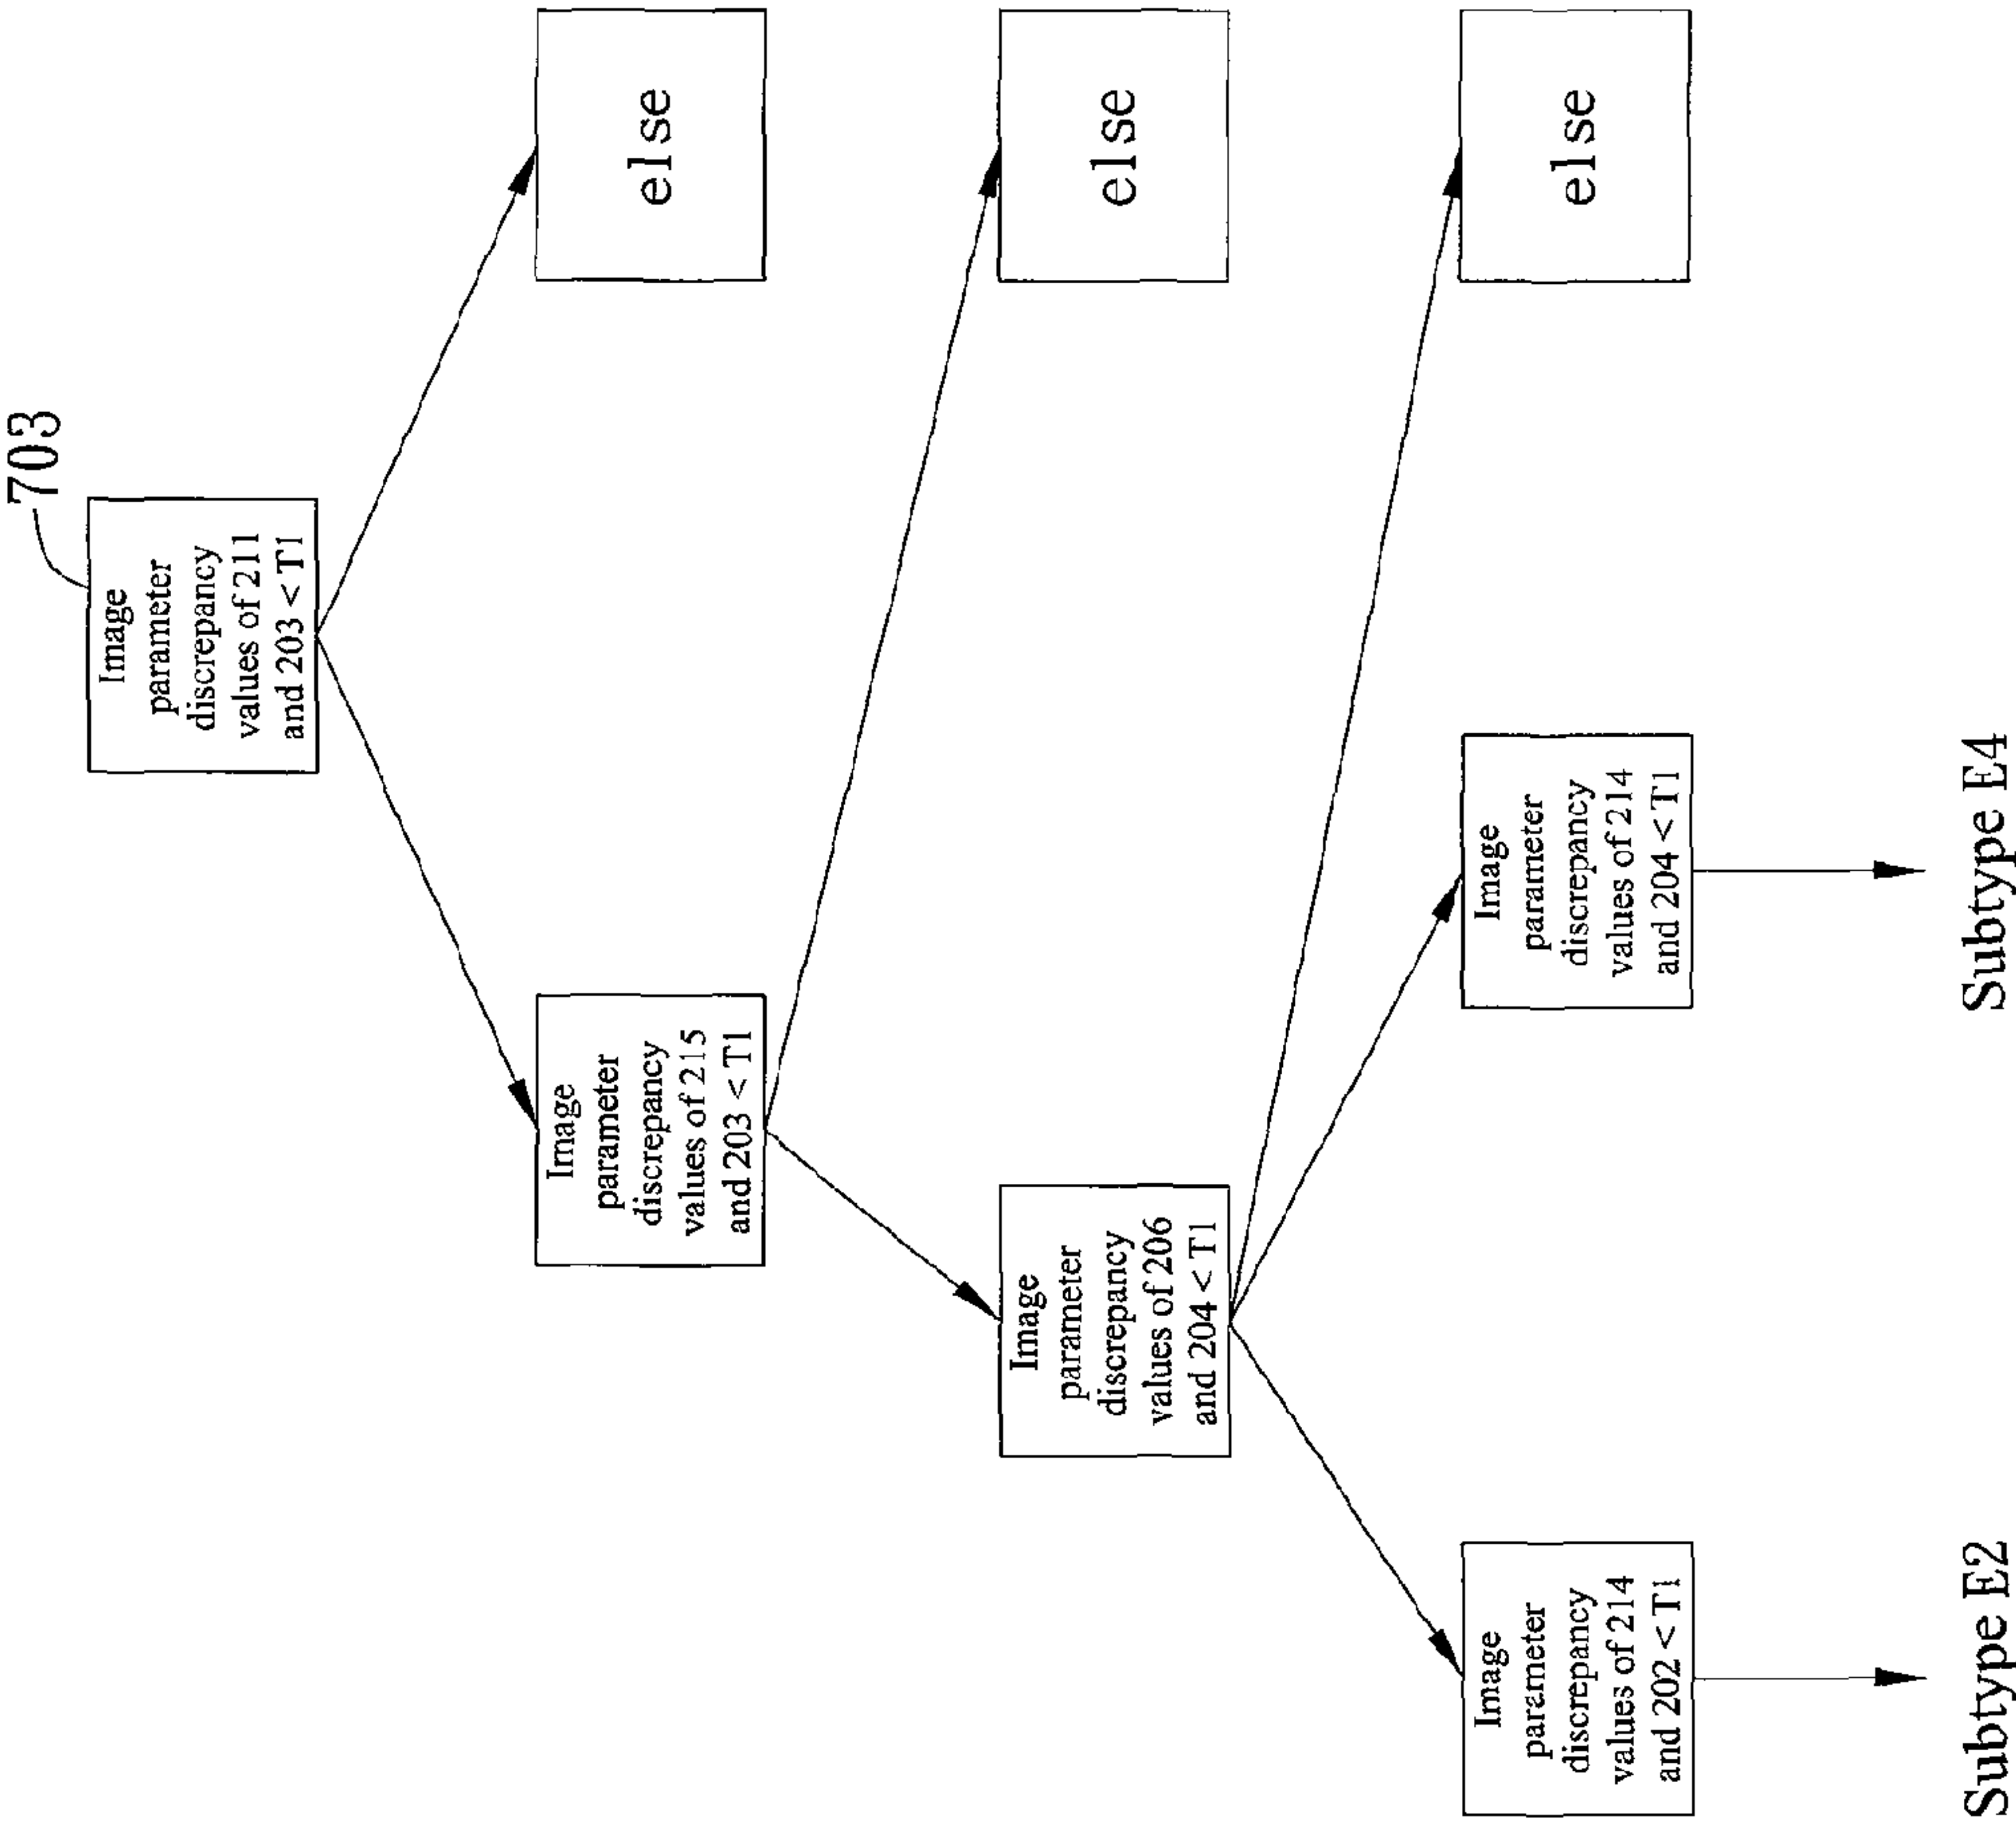 703
Image
parameter
discrepancy
values of 211
and 203 < T1
Image
parameter
discrepancy
values of 215
and 203 < T1
else
Image
parameter
discrepancy
values of 206
and 204 < T1
else
Image
parameter
discrepancy
values of 214
and 202 < T1
Image
parameter
discrepancy
values of 214
and 204 < T1
else
Subtype E2
Subtype E4